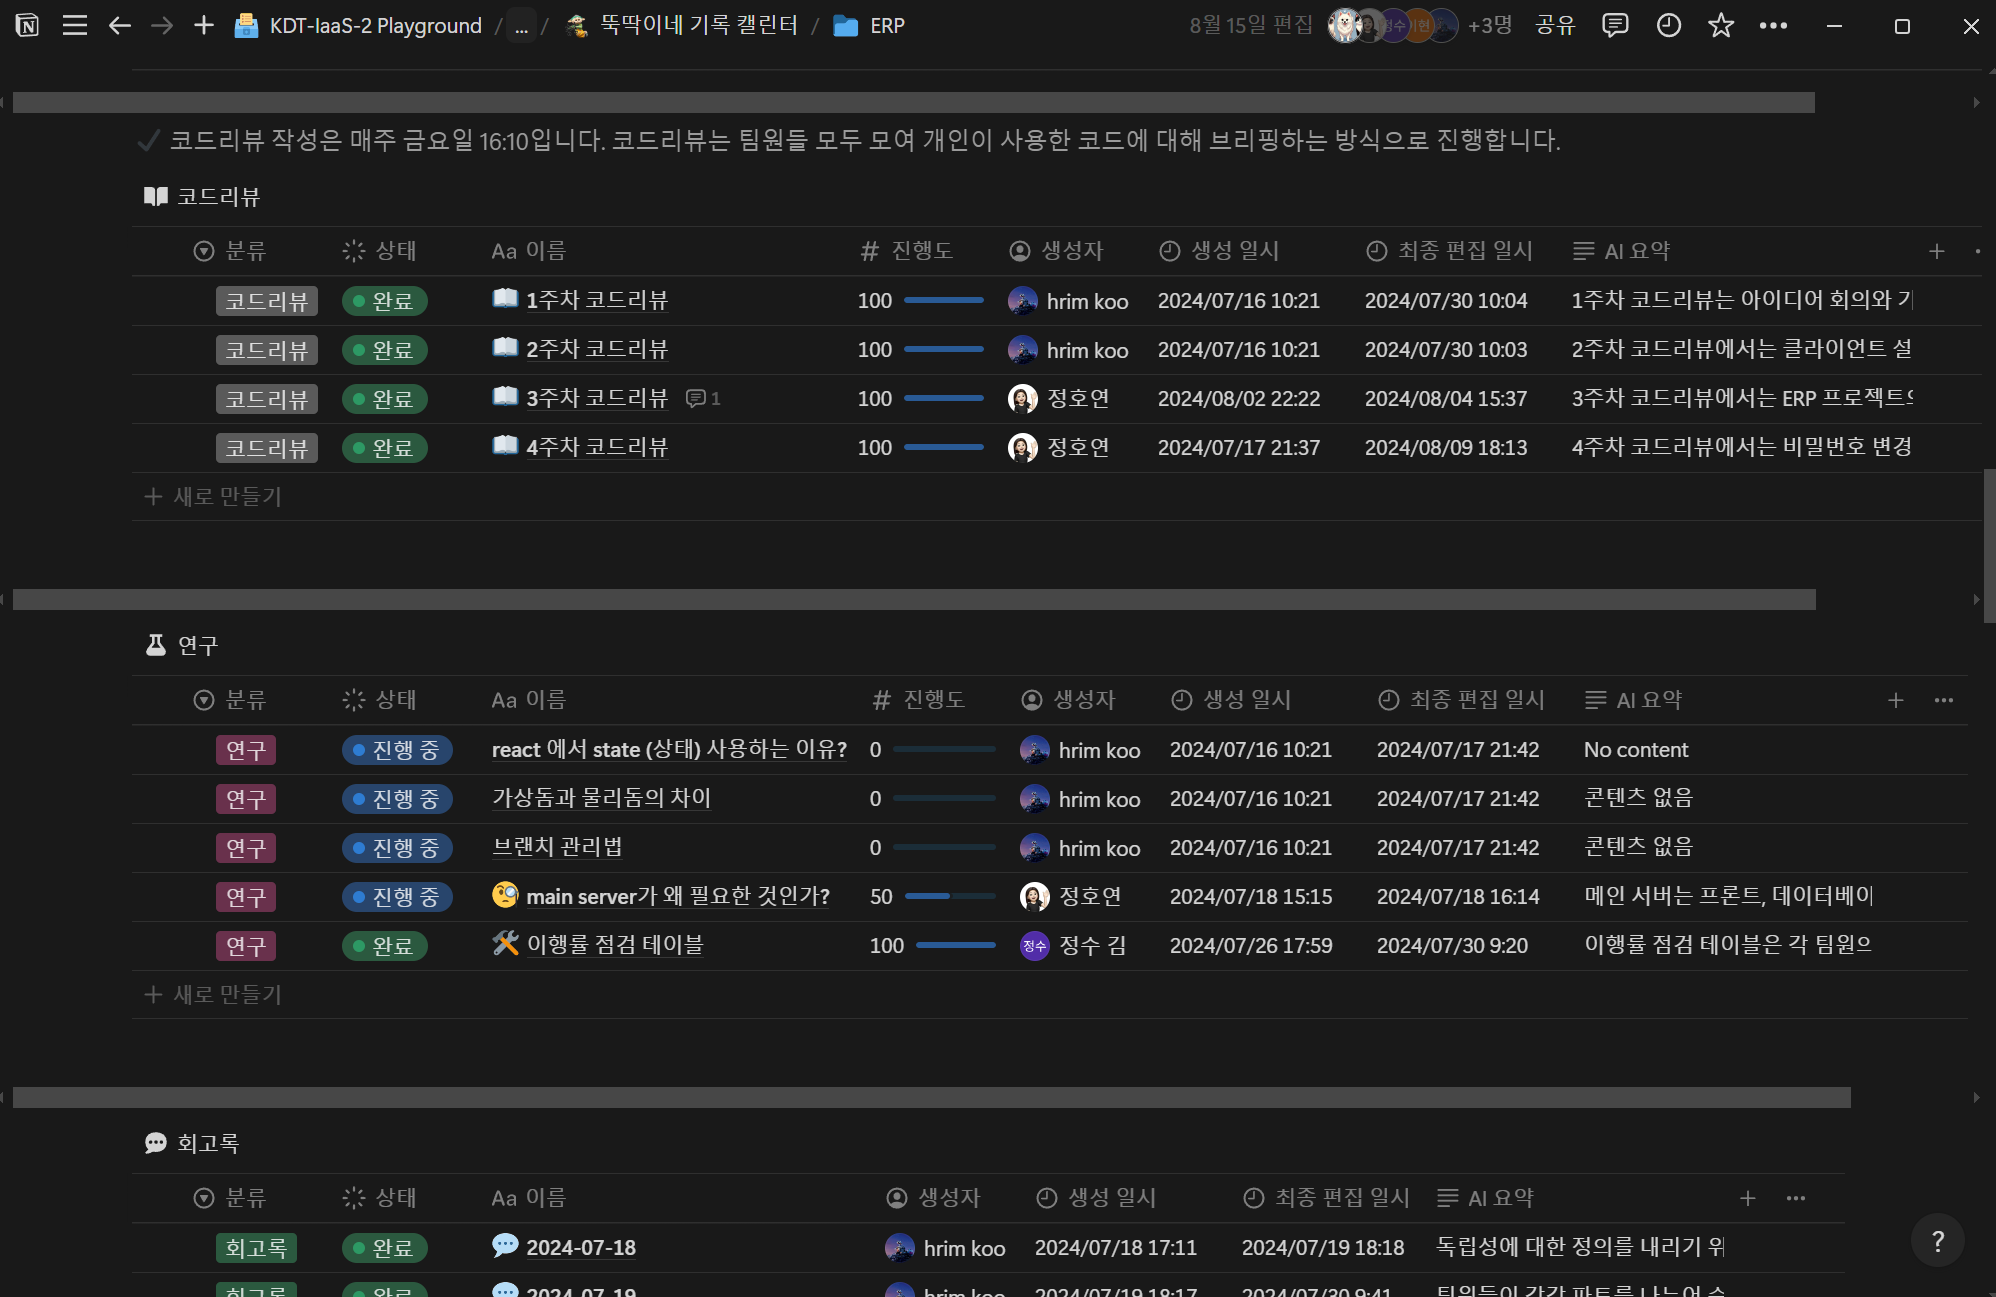 KDT-IaaS-2 Playground / ... / 뚝딱이네 기록 캘린터 / ERP 8월 15일 편집 정수 이현 +3명 공유
코드리뷰 작성은 매주 금요일 16:10입니다. 코드리뷰는 팀원들 모두 모여 개인이 사용한 코드에 대해 브리핑하는 방식으로 진행합니다.
코드리뷰
분류 상태 Aa 이름 # 진행도 생성자 생성 일시 최종 편집 일시 AI 요약
코드리뷰 완료 1주차 코드리뷰 100 hrim koo 2024/07/16 10:21 2024/07/30 10:04 1주차 코드리뷰는 아이디어 회의와
코드리뷰 완료 2주차 코드리뷰 100 hrim koo 2024/07/16 10:21 2024/07/30 10:03 2주차 코드리뷰에서는 클라이언트 설
코드리뷰 완료 3주차 코드리뷰 1 100 정호연 2024/08/02 22:22 2024/08/04 15:37 3주차 코드리뷰에서는 ERP 프로젝트
코드리뷰 완료 4주차 코드리뷰 100 정호연 2024/07/17 21:37 2024/08/09 18:13 4주차 코드리뷰에서는 비밀번호 변경
+ 새로 만들기
연구
분류 상태 Aa 이름 # 진행도 생성자 생성 일시 최종 편집 일시 AI 요약
연구 진행 중 react 에서 state (상태) 사용하는 이유? 0 hrim koo 2024/07/16 10:21 2024/07/17 21:42 No content
연구 진행 중 가상돔과 물리돔의 차이 0 hrim koo 2024/07/16 10:21 2024/07/17 21:42 콘텐츠 없음
연구 진행 중 브랜치 관리법 0 hrim koo 2024/07/16 10:21 2024/07/17 21:42 콘텐츠 없음
연구 진행 중 main server가 왜 필요한 것인가? 50 정호연 2024/07/18 15:15 2024/07/18 16:14 메인 서버는 프론트, 데이터베이
연구 완료 이행률 점검 테이블 100 정수 정수 김 2024/07/26 17:59 2024/07/30 9:20 이행률 점검 테이블은 각 팀원
+ 새로 만들기
회고록
분류 상태 Aa 이름 생성자 생성 일시 최종 편집 일시 AI 요약
회고록 완료 2024-07-18 hrim koo 2024/07/18 17:11 2024/07/19 18:18 독립성에 대한 정의를 내리기 위
회고록 완료 2024-07-19 hrim koo 2024/07/19 18:17 2024/07/30 9:41 팀원들이 각각 파트를 나누어
?